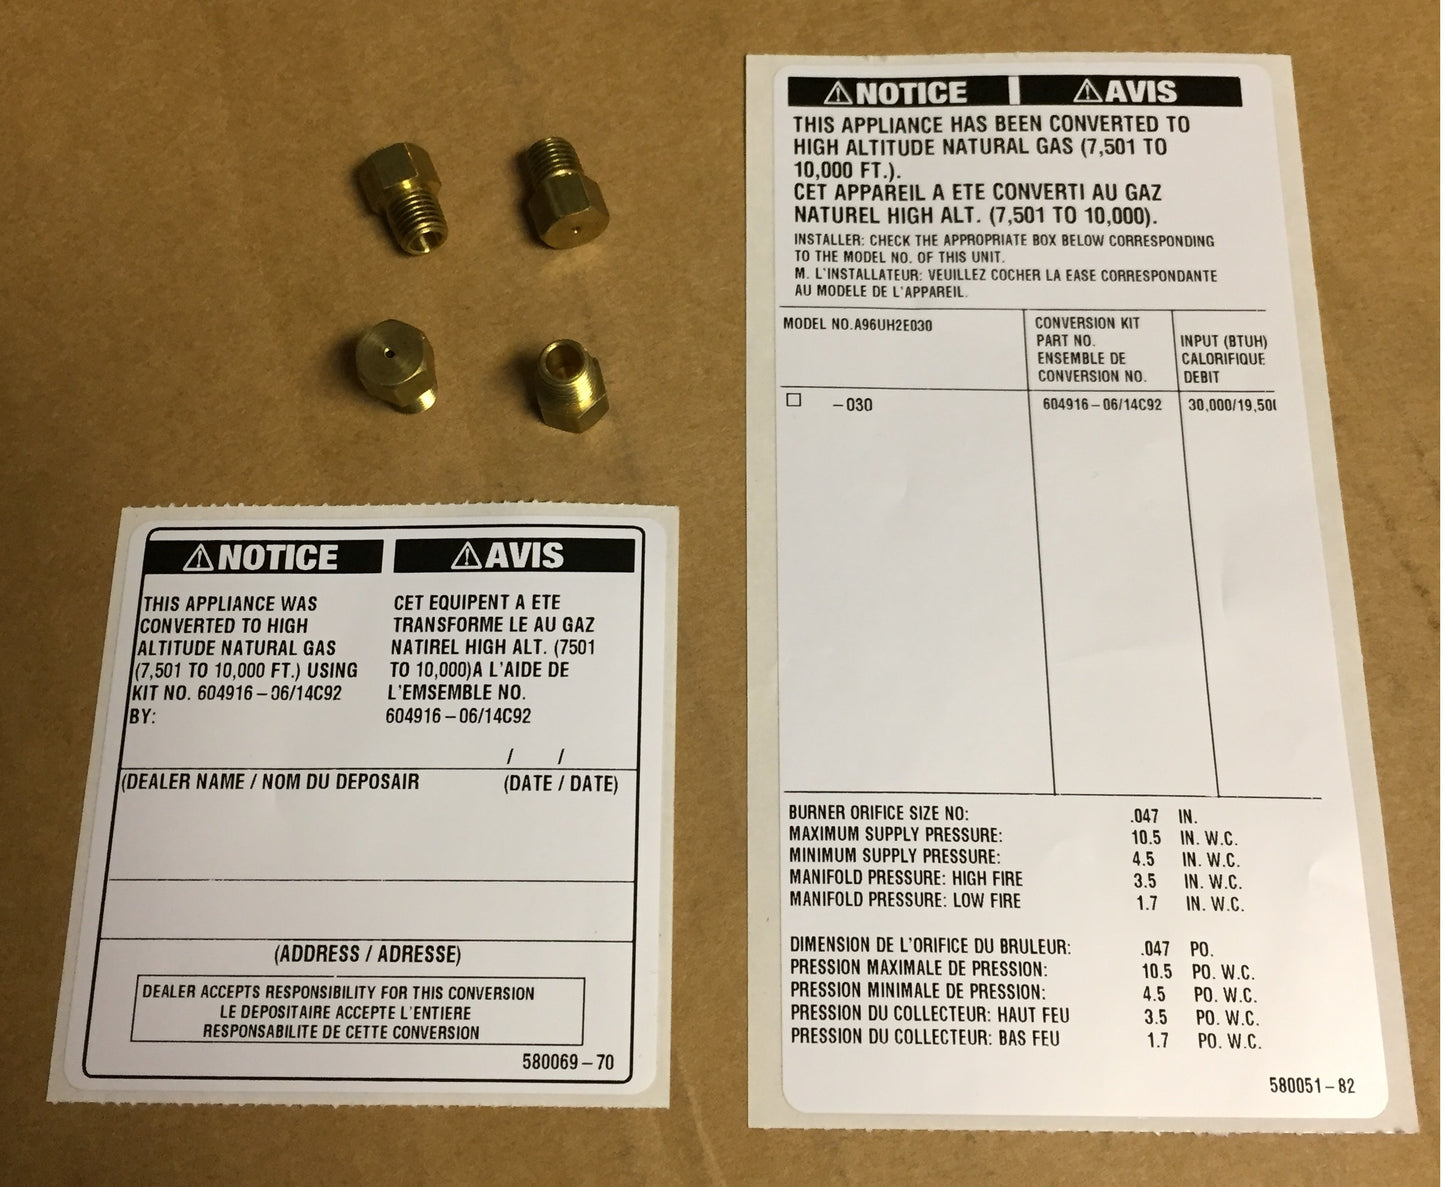 NOTICE AVIS
THIS APPLIANCE HAS BEEN CONVERTED TO
HIGH ALTITUDE NATURAL GAS (7,501 TO
10,000 FT.).
CET APPAREIL A ETE CONVERTI AU GAZ
NATUREL HIGH ALT. (7,501 TO 10,000).
INSTALLER: CHECK THE APPROPRIATE BOX BELOW CORRESPONDING
TO THE MODEL NO. OF THIS UNIT.
M. L'INSTALLATEUR: VEUILLEZ COCHER LA EASE CORRESPONDANTE
AU MODELE DE L'APPAREIL.
MODEL NO.A96UH2E030
CONVERSION KIT
PART NO.
ENSEMBLE DE
CONVERSION NO.
INPUT (BTUH)
CALORIFIQUE
DEBIT
-030 604916-06/14C92 30,000/19,50
BURNER ORIFICE SIZE NO: .047 IN.
MAXIMUM SUPPLY PRESSURE: 10.5 IN. W.C.
MINIMUM SUPPLY PRESSURE: 4.5 IN. W.C.
MANIFOLD PRESSURE: HIGH FIRE 3.5 IN. W.C.
MANIFOLD PRESSURE: LOW FIRE 1.7 IN. W.C.
DIMENSION DE L'ORIFICE DU BRULEUR: .047 PO.
PRESSION MAXIMALE DE PRESSION: 10.5 PO. W.C.
PRESSION MINIMALE DE PRESSION: 4.5 PO. W.C.
PRESSION DU COLLECTEUR: HAUT FEU 3.5 PO. W.C.
PRESSION DU COLLECTEUR: BAS FEU 1.7 PO. W.C.
580051-82
NOTICE AVIS
THIS APPLIANCE WAS
CONVERTED TO HIGH
ALTITUDE NATURAL GAS
(7,501 TO 10,000 FT.) USING
KIT NO. 604916-06/14C92
BY:
CET EQUIPENT A ETE
TRANSFORME LE AU GAZ
NATIREL HIGH ALT. (7501
TO 10,000)A L'AIDE DE
L'EMSEMBLE NO.
604916-06/14C92
/ /
(DEALER NAME / NOM DU DEPOSAIR (DATE / DATE)
(ADDRESS / ADRESSE)
DEALER ACCEPTS RESPONSIBILITY FOR THIS CONVERSION
LE DEPOSITAIRE ACCEPTE L'ENTIERE
RESPONSABILITE DE CETTE CONVERSION
580069-70